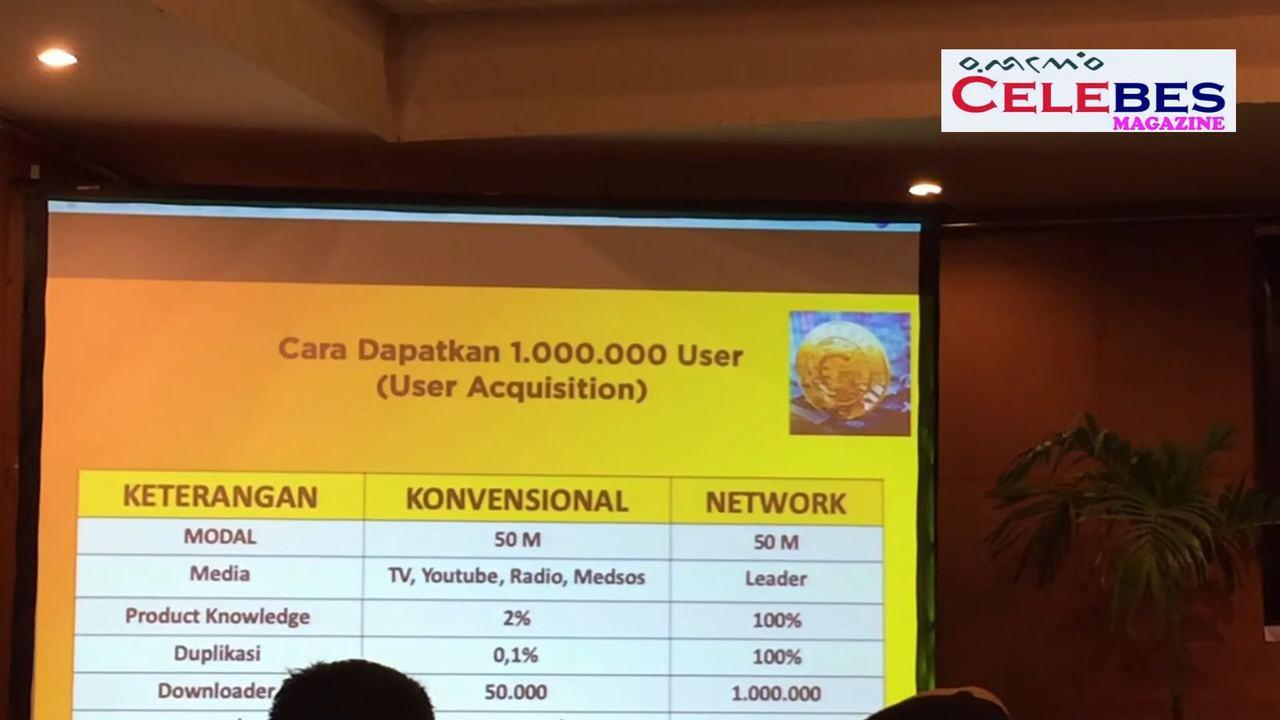 CELEBES
MAGAZINE
Cara Dapatkan 1.000.000 User
(User Acquisition)
KETERANGAN KONVENSIONAL NETWORK
MODAL 50 M 50 M
Media TV, Youtube, Radio, Medsos Leader
Product Knowledge 2% 100%
Duplikasi 0,1% 100%
Downloader 50.000 1.000.000